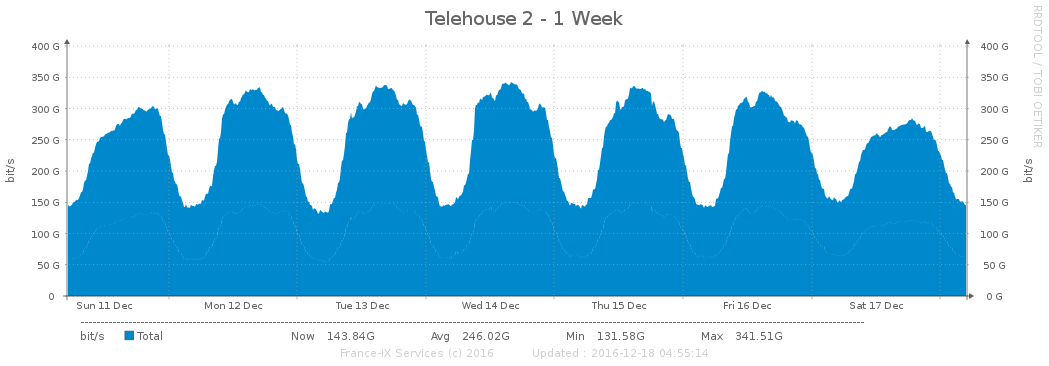 Telehouse 2 - 1 Week
RRDTOOL / TOBI OETIKER
400 G 400 G
350 G 350 G
300 G 300 G
250 G 250 G
200 G 200 G
150 G 150 G
100 G 100 G
50 G 50 G
0 0 G
bit/s bit/s
Sun 11 Dec Mon 12 Dec Tue 13 Dec Wed 14 Dec Thu 15 Dec Fri 16 Dec Sat 17 Dec
bit/s Total Now 143.84G Avg 246.02G Min 131.58G Max 341.51G
France-IX Services (c) 2016 Updated : 2016-12-18 04:55:14